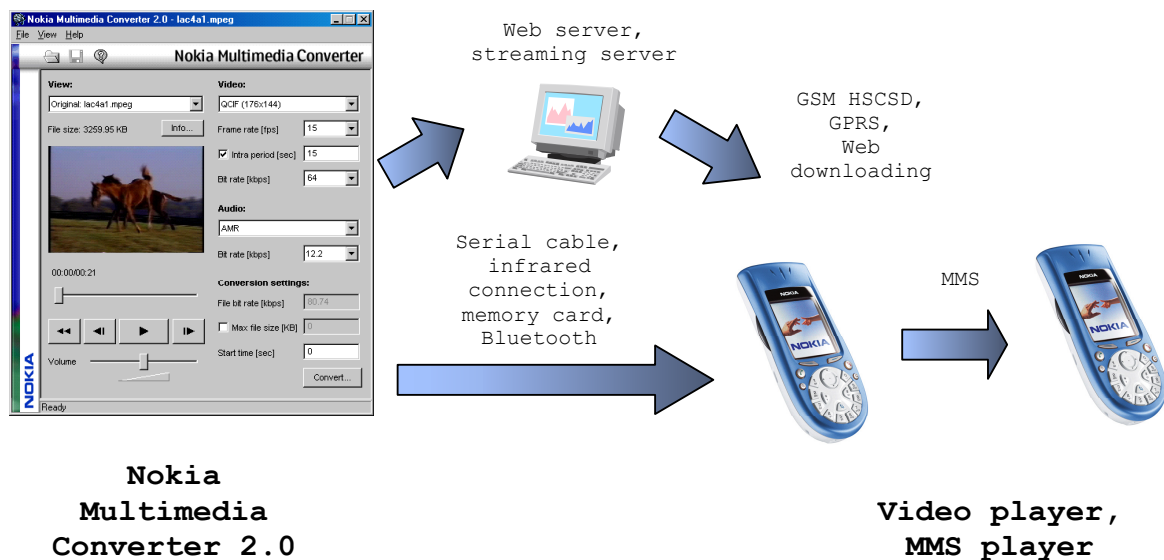 Nokia Multimedia Converter 2.0 - lac4a1.mpeg
File View Help
Nokia Multimedia Converter
View:
Original: lac4a1.mpeg
File size: 3259.95 KB
Info...
00:00/00:21
Volume
Video:
QCIF (176x144)
Frame rate [fps] 15
Intra period [sec] 15
Bit rate [kbps] 64
Audio:
AMR
Bit rate [kbps] 12.2
Conversion settings:
File bit rate [kbps] 80.74
Max file size [KB] 0
Start time [sec] 0
Convert...
NOKIA
Ready
Web server,
streaming server
GSM HSCSD,
GPRS,
Web
downloading
Serial cable,
infrared
connection,
memory card,
Bluetooth
NOKIA
NOKIA
MMS
NOKIA
NOKIA
Nokia
Multimedia
Converter 2.0
Video player,
MMS player